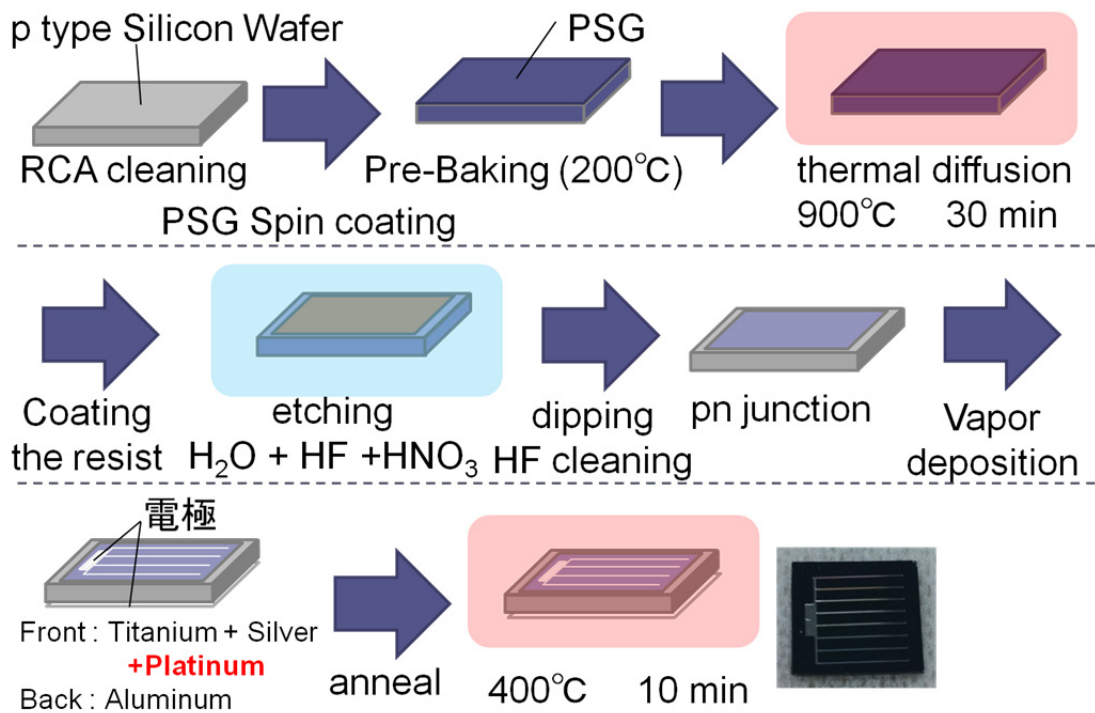 p type Silicon Wafer
PSG
RCA cleaning
Pre-Baking (200℃)
thermal diffusion
PSG Spin coating
900℃ 30 min
Coating
the resist
etching
H₂O + HF +HNO₃
dipping
HF cleaning
pn junction
Vapor
deposition
電極
Front : Titanium + Silver
+Platinum
Back : Aluminum
anneal
400℃ 10 min